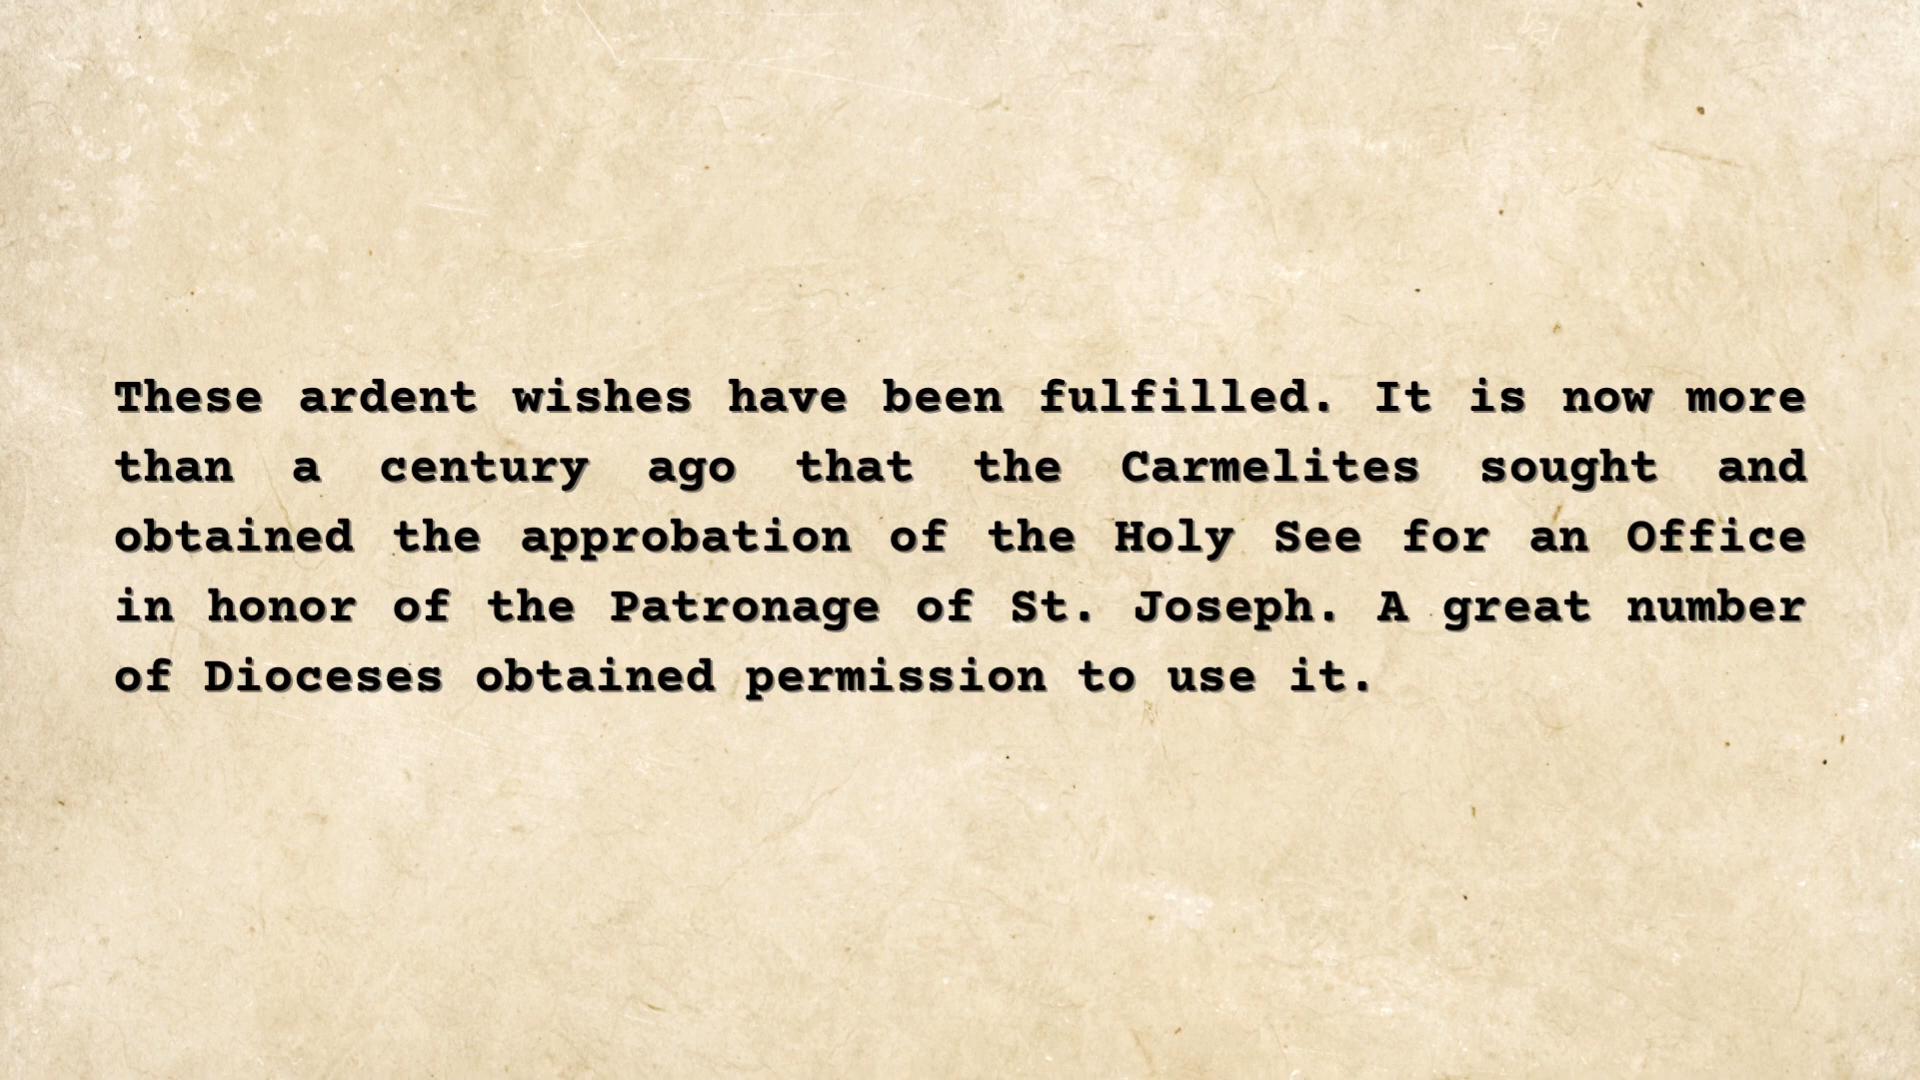 These ardent wishes have been fulfilled. It is now more
than a century ago that the Carmelites sought and
obtained the approbation of the Holy See for an Office
in honor of the Patronage of St. Joseph. A great number
of Dioceses obtained permission to use it.